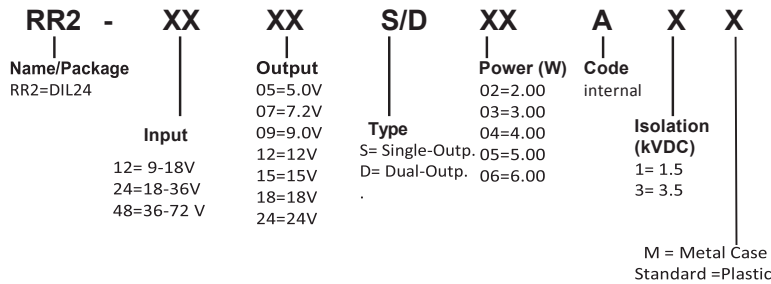 RR2 - XX XX S/D XX A X X
Name/Package
RR2=DIL24
Input
12= 9-18V
24=18-36V
48=36-72 V
Output
05=5.0V
07=7.2V
09=9.0V
12=12V
15=15V
18=18V
24=24V
Type
S= Single-Outp.
D= Dual-Outp.
.
Power (W)
02=2.00
03=3.00
04=4.00
05=5.00
06=6.00
Code
internal
Isolation
(kVDC)
1= 1.5
3= 3.5
M = Metal Case
Standard =Plastic